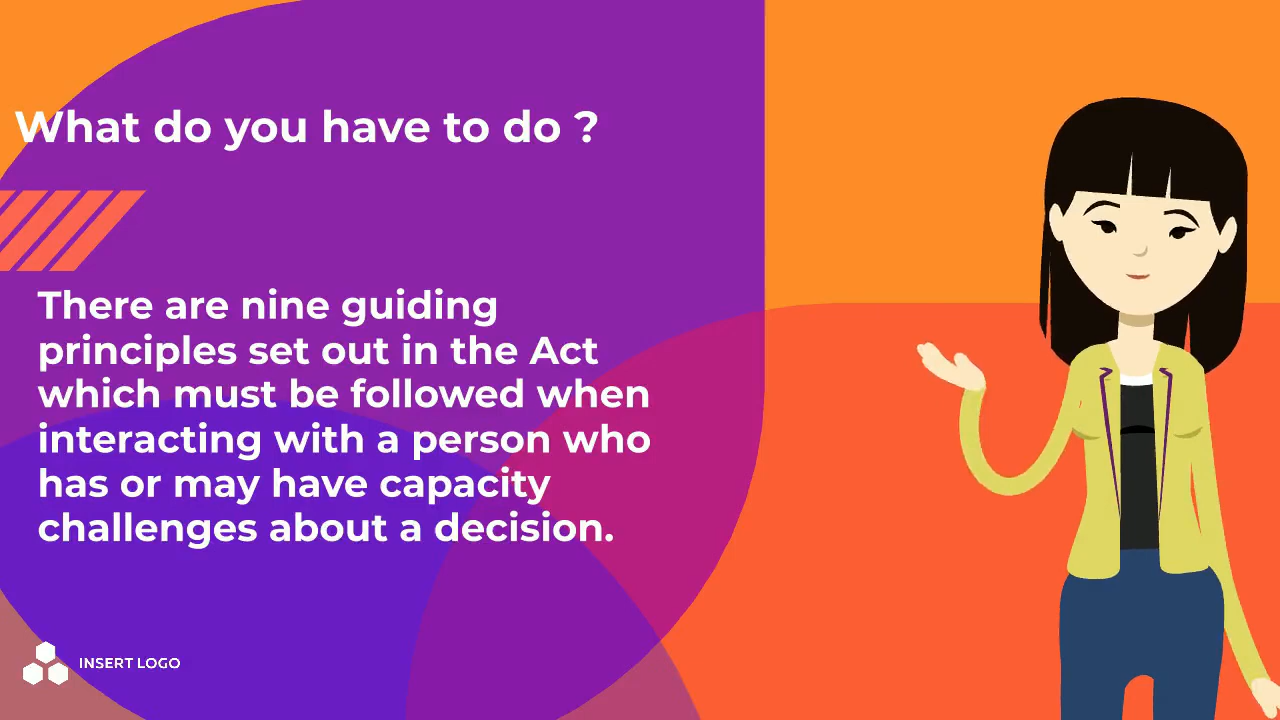 What do you have to do ?
There are nine guiding
principles set out in the Act
which must be followed when
interacting with a person who
has or may have capacity
challenges about a decision.
INSERT LOGO